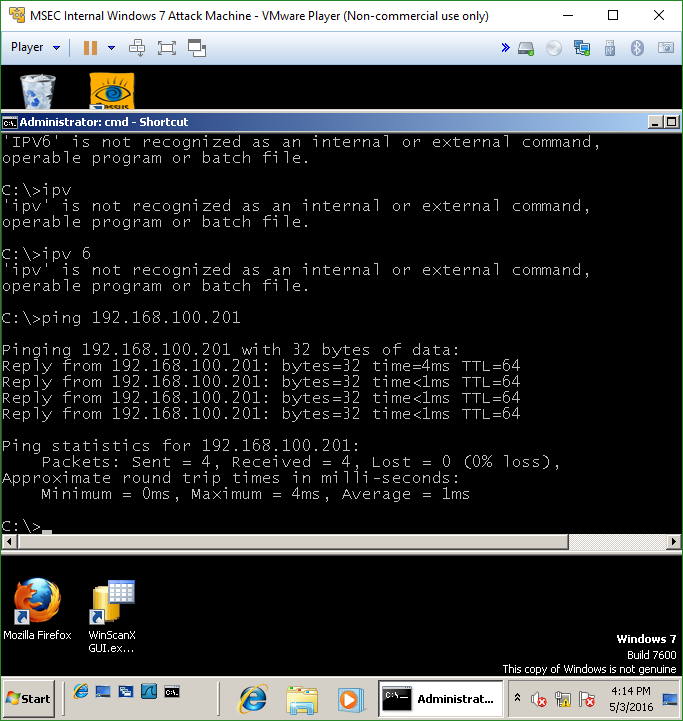 MSEC Internal Windows 7 Attack Machine - VMware Player (Non-commercial use only)
Player
Administrator: cmd - Shortcut
'IPV6' is not recognized as an internal or external command,
operable program or batch file.
C:\>ipv
'ipv' is not recognized as an internal or external command,
operable program or batch file.
C:\>ipv 6
'ipv' is not recognized as an internal or external command,
operable program or batch file.
C:\>ping 192.168.100.201
Pinging 192.168.100.201 with 32 bytes of data:
Reply from 192.168.100.201: bytes=32 time=4ms TTL=64
Reply from 192.168.100.201: bytes=32 time<1ms TTL=64
Reply from 192.168.100.201: bytes=32 time<1ms TTL=64
Reply from 192.168.100.201: bytes=32 time<1ms TTL=64
Ping statistics for 192.168.100.201:
Packets: Sent = 4, Received = 4, Lost = 0 (0% loss),
Approximate round trip times in milli-seconds:
Minimum = 0ms, Maximum = 4ms, Average = 1ms
C:\>_
Mozilla Firefox
WinScanX
GUI.ex...
Windows 7
Build 7600
This copy of Windows is not genuine
Start
Administrat...
4:14 PM
5/3/2016